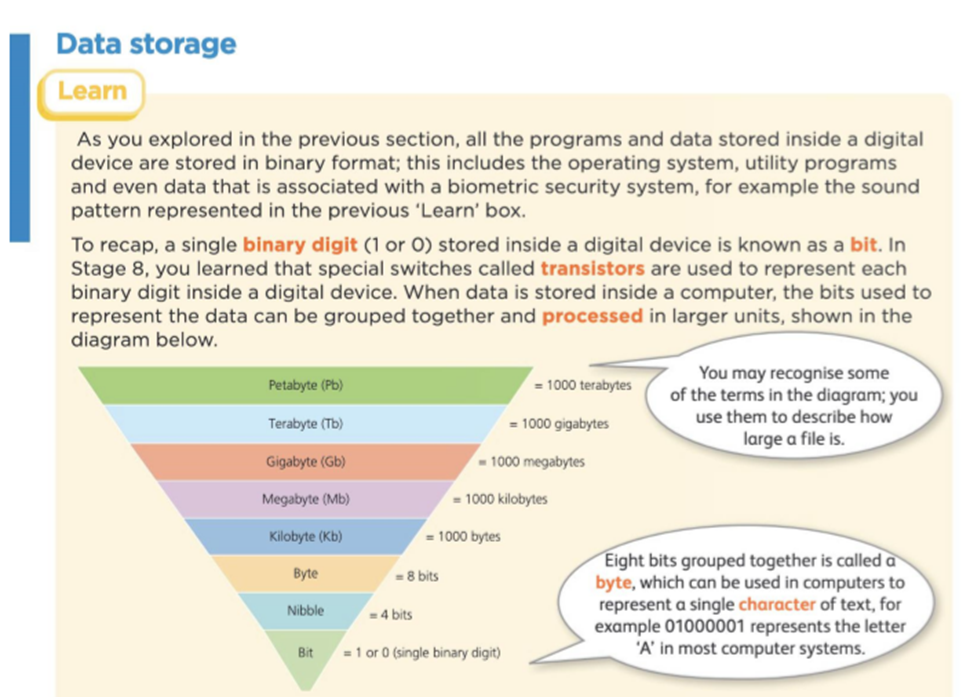 Data storage
Learn
As you explored in the previous section, all the programs and data stored inside a digital
device are stored in binary format; this includes the operating system, utility programs
and even data that is associated with a biometric security system, for example the sound
pattern represented in the previous ‘Learn’ box.
To recap, a single binary digit (1 or 0) stored inside a digital device is known as a bit. In
Stage 8, you learned that special switches called transistors are used to represent each
binary digit inside a digital device. When data is stored inside a computer, the bits used to
represent the data can be grouped together and processed in larger units, shown in the
diagram below.
Petabyte (Pb) = 1000 terabytes
Terabyte (Tb) = 1000 gigabytes
Gigabyte (Gb) = 1000 megabytes
Megabyte (Mb) = 1000 kilobytes
Kilobyte (Kb) = 1000 bytes
Byte = 8 bits
Nibble = 4 bits
Bit = 1 or 0 (single binary digit)
You may recognise some
of the terms in the diagram; you
use them to describe how
large a file is.
Eight bits grouped together is called a
byte, which can be used in computers to
represent a single character of text, for
example 01000001 represents the letter
‘A’ in most computer systems.